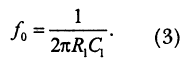 f₀ = 1 / 2πR₁C₁. (3)